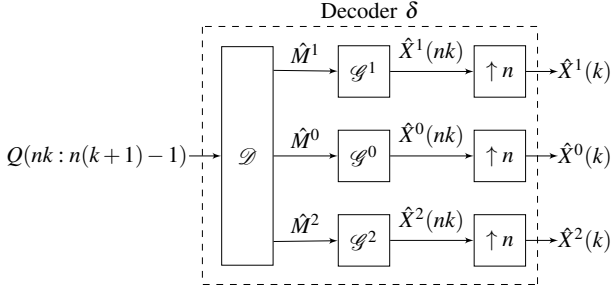 Decoder δ
M̂¹ 𝒢¹ X̂¹(nk) ↑n X̂¹(k)
Q(nk : n(k+1)−1) 𝒟 M̂⁰ 𝒢⁰ X̂⁰(nk) ↑n X̂⁰(k)
M̂² 𝒢² X̂²(nk) ↑n X̂²(k)